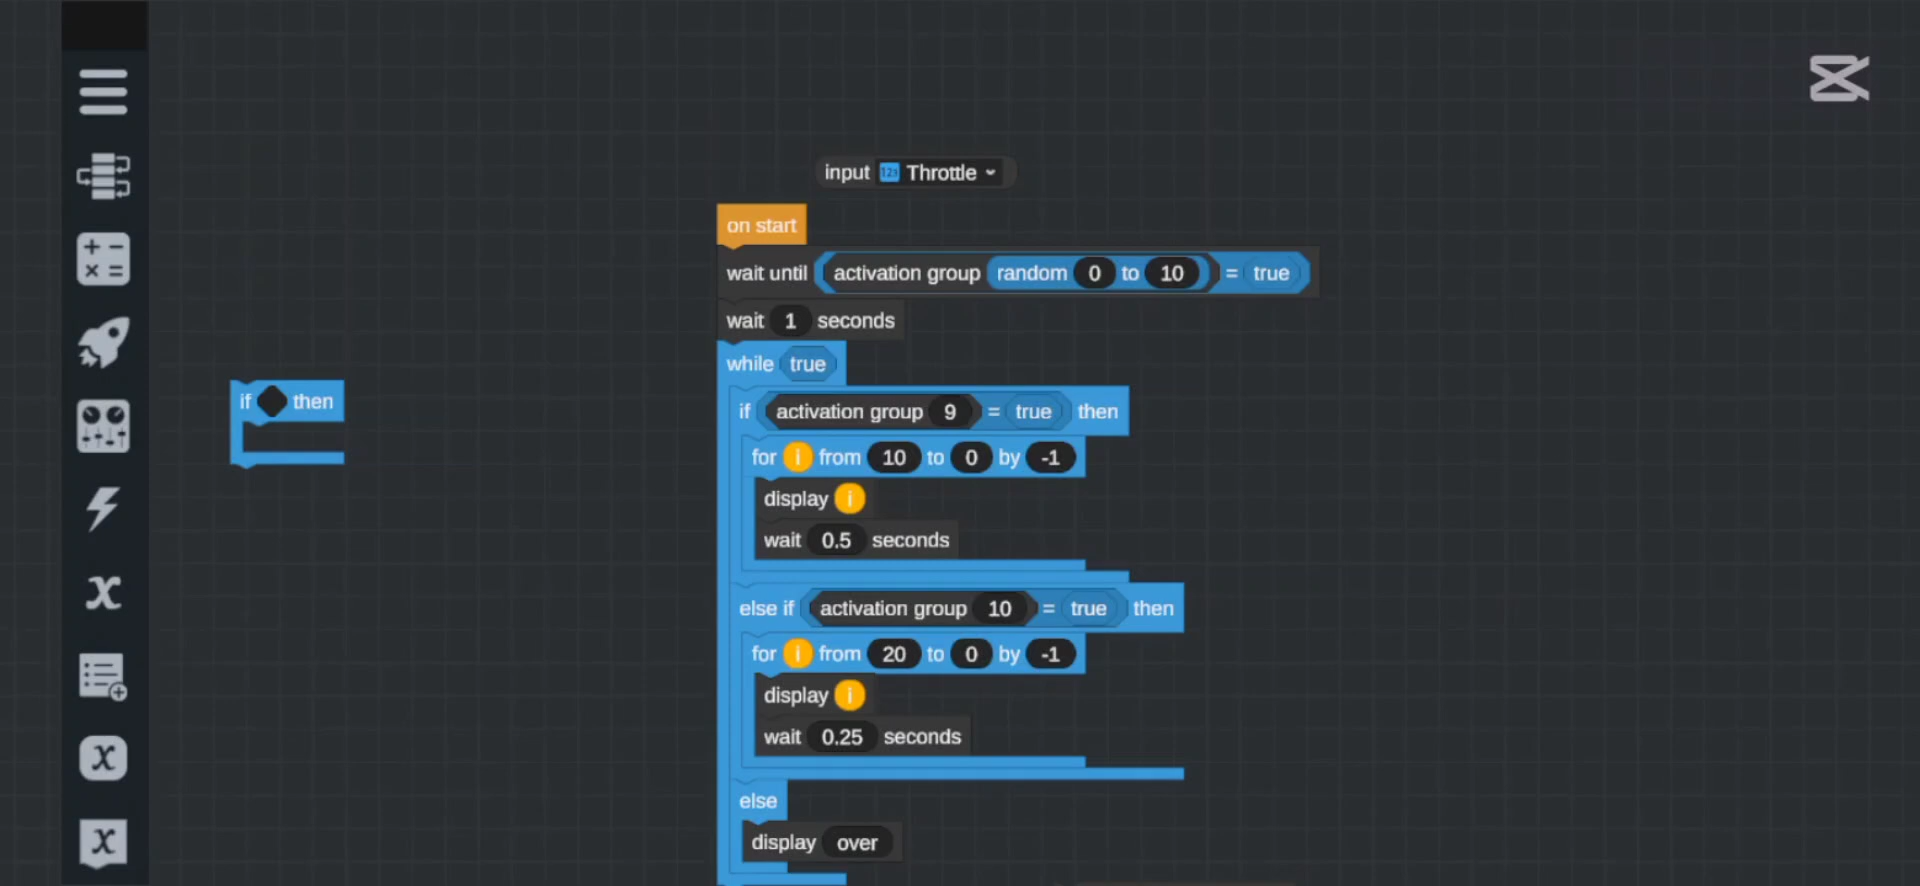 input 123 Throttle
on start
wait until activation group random 0 to 10 = true
wait 1 seconds
while true
if then
if activation group 9 = true then
for i from 10 to 0 by -1
display i
wait 0.5 seconds
else if activation group 10 = true then
for i from 20 to 0 by -1
display i
wait 0.25 seconds
else
display over